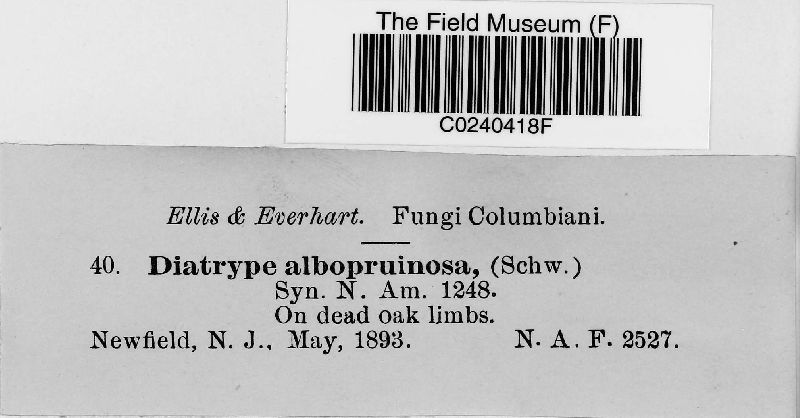 The Field Museum (F)
C0240418F
Ellis & Everhart. Fungi Columbiani.
40. Diatrype albopruinosa, (Schw.)
Syn. N. Am. 1248.
On dead oak limbs.
Newfield, N. J., May, 1893. N. A. F. 2527.